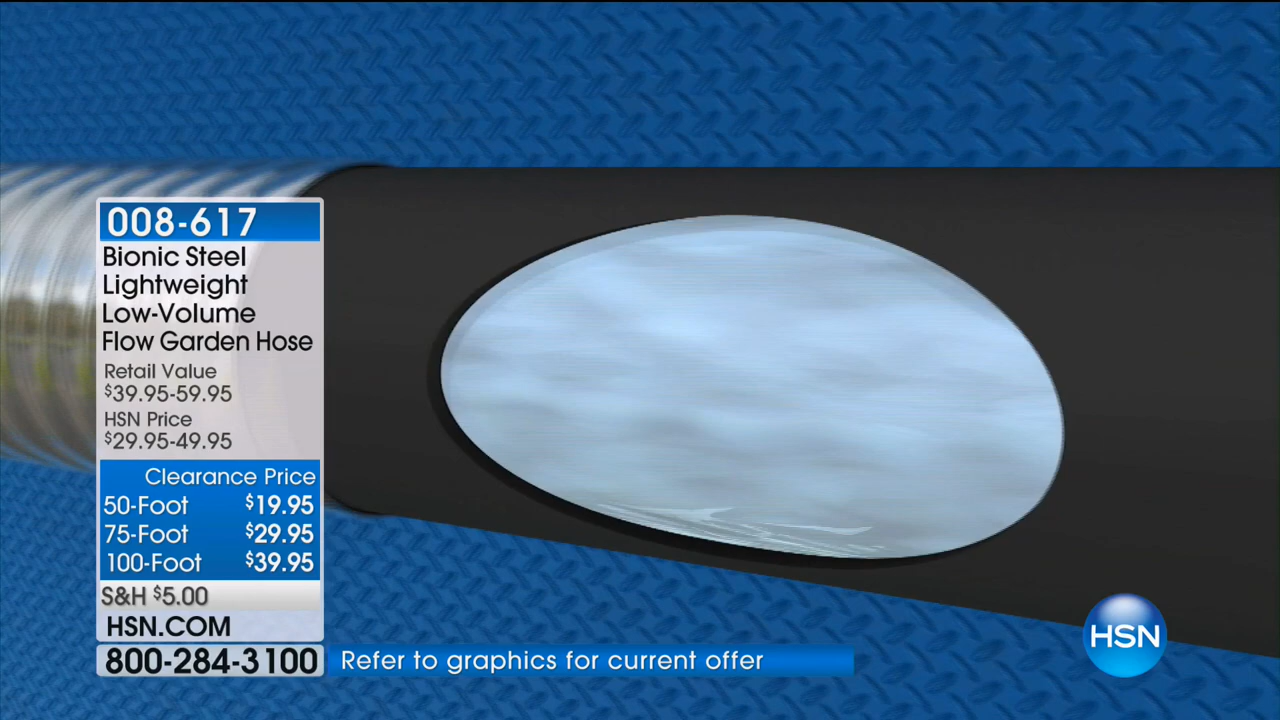 008-617
Bionic Steel
Lightweight
Low-Volume
Flow Garden Hose
Retail Value
$39.95-59.95
HSN Price
$29.95-49.95
Clearance Price
50-Foot $19.95
75-Foot $29.95
100-Foot $39.95
S&H $5.00
HSN.COM
800-284-3100
Refer to graphics for current offer
HSN